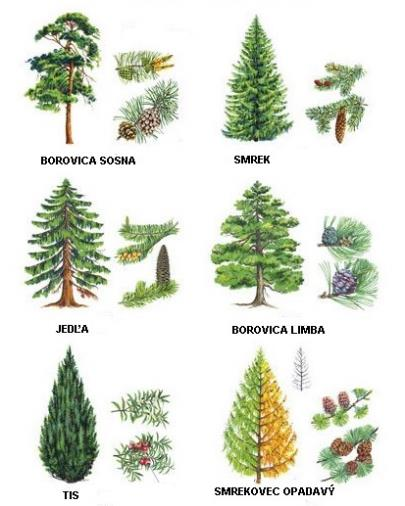 BOROVICA SOSNA
SMREK
JEDĽA
BOROVICA LIMBA
TIS
SMREKOVEC OPADAVÝ